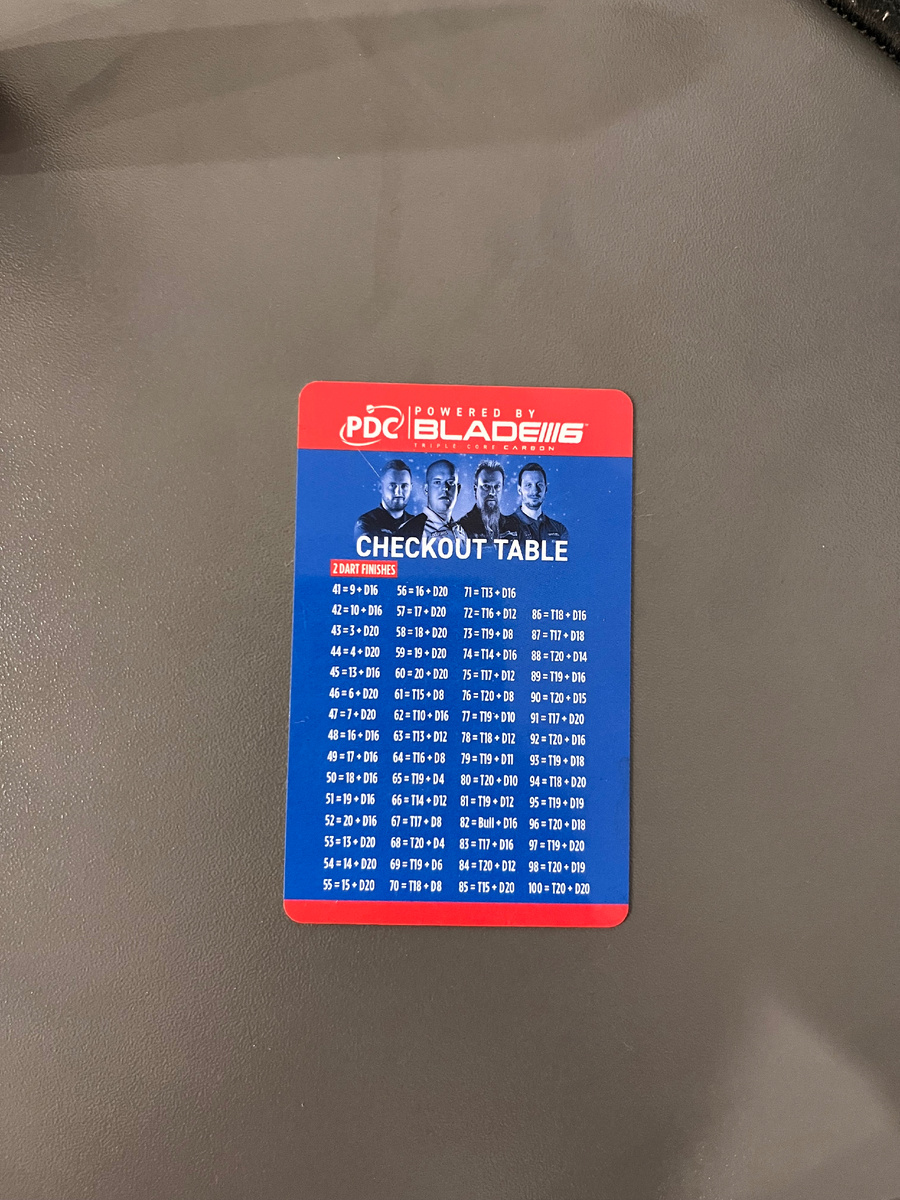 PDC
POWERED BY
BLADE///6™
TRIPLE CORE CARBON
CHECKOUT TABLE
2 DART FINISHES
41 = 9 + D16 56 = 16 + D20 71 = T13 + D16
42 = 10 + D16 57 = 17 + D20 72 = T16 + D12 86 = T18 + D16
43 = 3 + D20 58 = 18 + D20 73 = T19 + D8 87 = T17 + D18
44 = 4 + D20 59 = 19 + D20 74 = T14 + D16 88 = T20 + D14
45 = 13 + D16 60 = 20 + D20 75 = T17 + D12 89 = T19 + D16
46 = 6 + D20 61 = T15 + D8 76 = T20 + D8 90 = T20 + D15
47 = 7 + D20 62 = T10 + D16 77 = T19 + D10 91 = T17 + D20
48 = 16 + D16 63 = T13 + D12 78 = T18 + D12 92 = T20 + D16
49 = 17 + D16 64 = T16 + D8 79 = T19 + D11 93 = T19 + D18
50 = 18 + D16 65 = T19 + D4 80 = T20 + D10 94 = T18 + D20
51 = 19 + D16 66 = T14 + D12 81 = T19 + D12 95 = T19 + D19
52 = 20 + D16 67 = T17 + D8 82 = Bull + D16 96 = T20 + D18
53 = 13 + D20 68 = T20 + D4 83 = T17 + D16 97 = T19 + D20
54 = 14 + D20 69 = T19 + D6 84 = T20 + D12 98 = T20 + D19
55 = 15 + D20 70 = T18 + D8 85 = T15 + D20 100 = T20 + D20